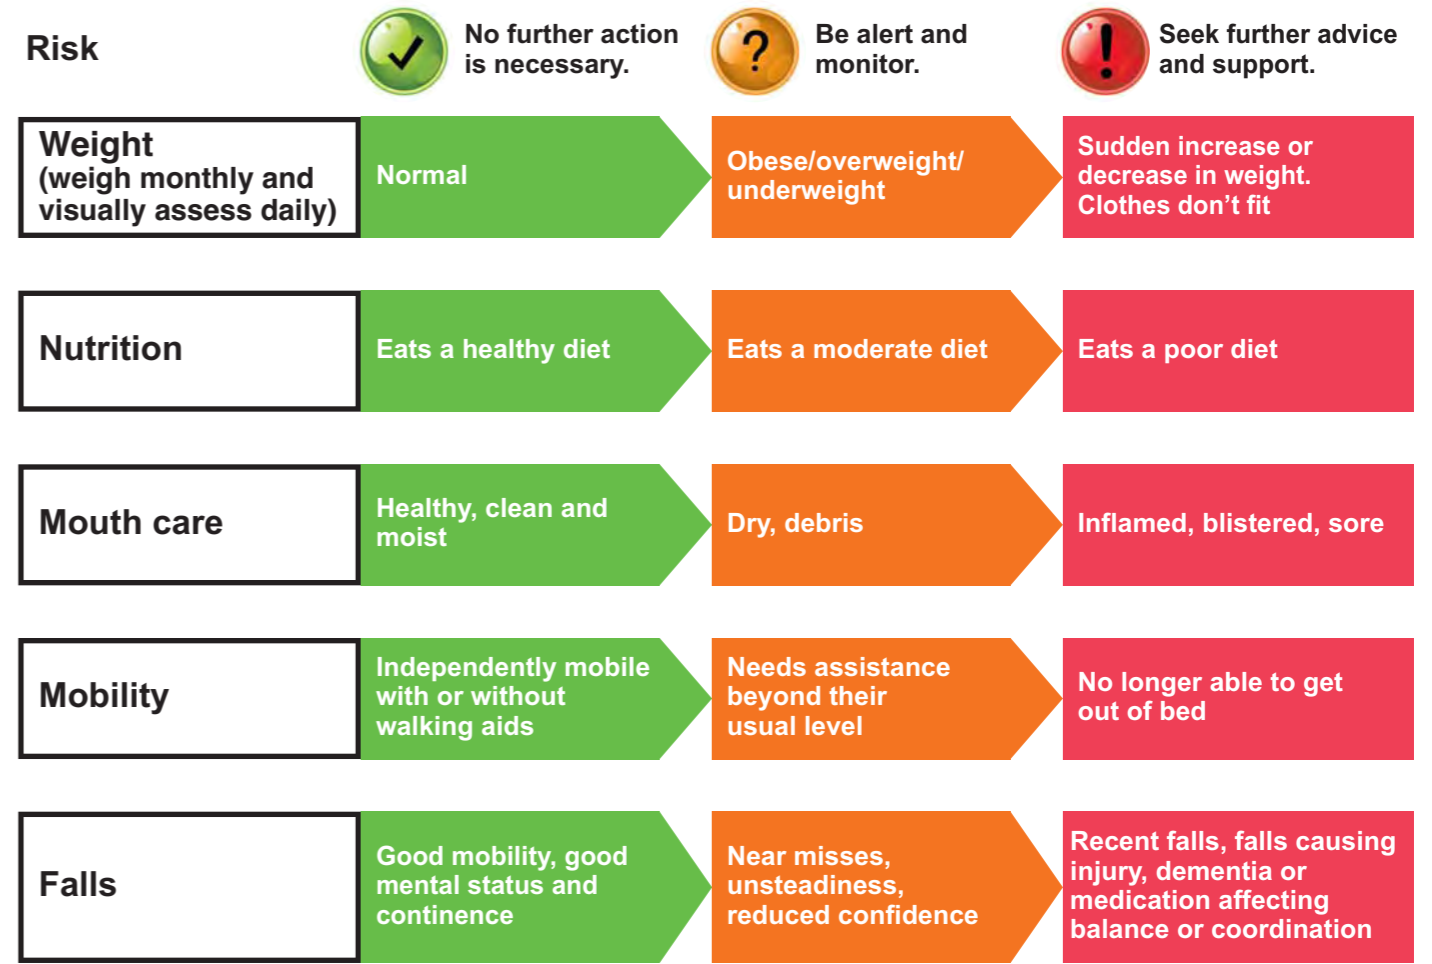 Risk
No further action
is necessary.
Be alert and
monitor.
Seek further advice
and support.
Weight
(weigh monthly and
visually assess daily)
Normal
Obese/overweight/
underweight
Sudden increase or
decrease in weight.
Clothes don’t fit
Nutrition
Eats a healthy diet
Eats a moderate diet
Eats a poor diet
Mouth care
Healthy, clean and
moist
Dry, debris
Inflamed, blistered, sore
Mobility
Independently mobile
with or without
walking aids
Needs assistance
beyond their
usual level
No longer able to get
out of bed
Falls
Good mobility, good
mental status and
continence
Near misses,
unsteadiness,
reduced confidence
Recent falls, falls causing
injury, dementia or
medication affecting
balance or coordination